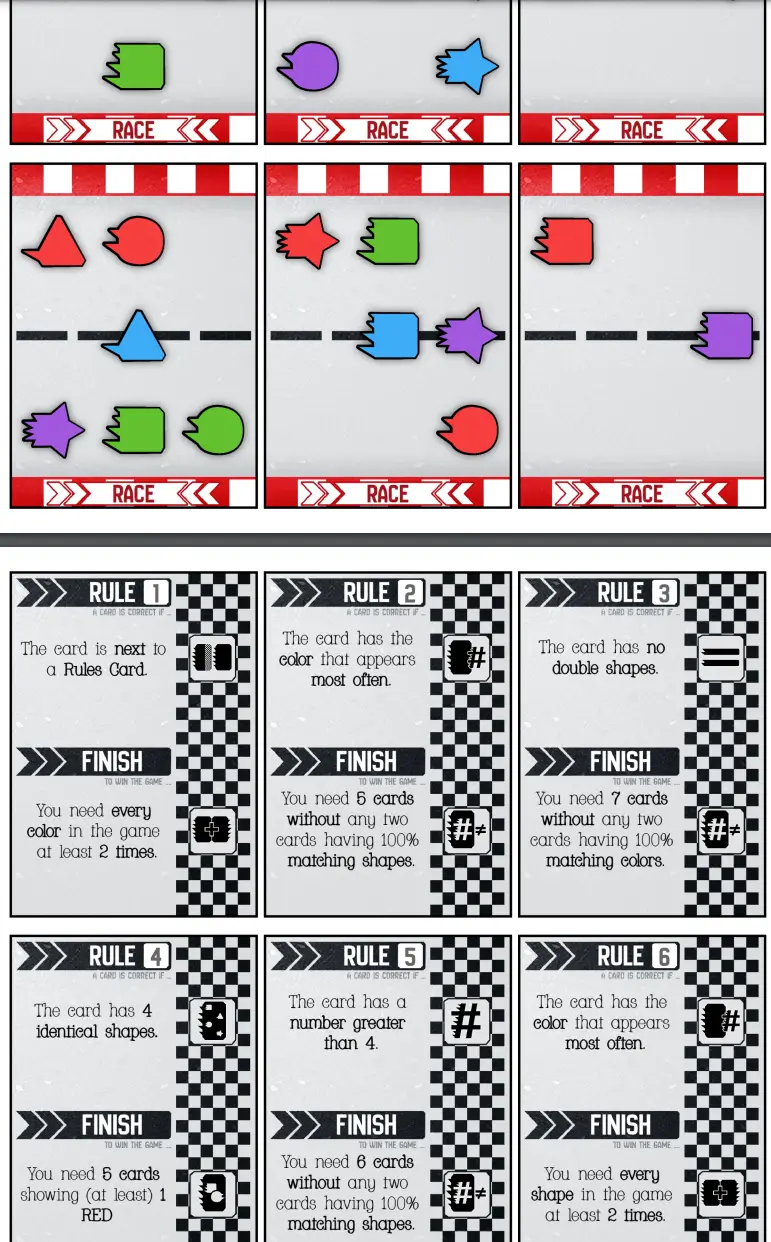 RACE
RACE
RACE
RACE
RACE
RACE
RULE 1
A CARD IS CORRECT IF ...
The card is next to
a Rules Card.
FINISH
TO WIN THE GAME ...
You need every
color in the game
at least 2 times.
RULE 2
A CARD IS CORRECT IF ...
The card has the
color that appears
most often.
#
FINISH
TO WIN THE GAME ...
You need 5 cards
without any two
cards having 100%
matching shapes.
#≠
RULE 3
A CARD IS CORRECT IF ...
The card has no
double shapes.
FINISH
TO WIN THE GAME ...
You need 7 cards
without any two
cards having 100%
matching colors.
#≠
RULE 4
A CARD IS CORRECT IF ...
The card has 4
identical shapes.
FINISH
TO WIN THE GAME ...
You need 5 cards
showing (at least) 1
RED
RULE 5
A CARD IS CORRECT IF ...
The card has a
number greater
than 4.
#
FINISH
TO WIN THE GAME ...
You need 6 cards
without any two
cards having 100%
matching shapes.
#≠
RULE 6
A CARD IS CORRECT IF ...
The card has the
color that appears
most often.
#
FINISH
TO WIN THE GAME ...
You need every
shape in the game
at least 2 times.